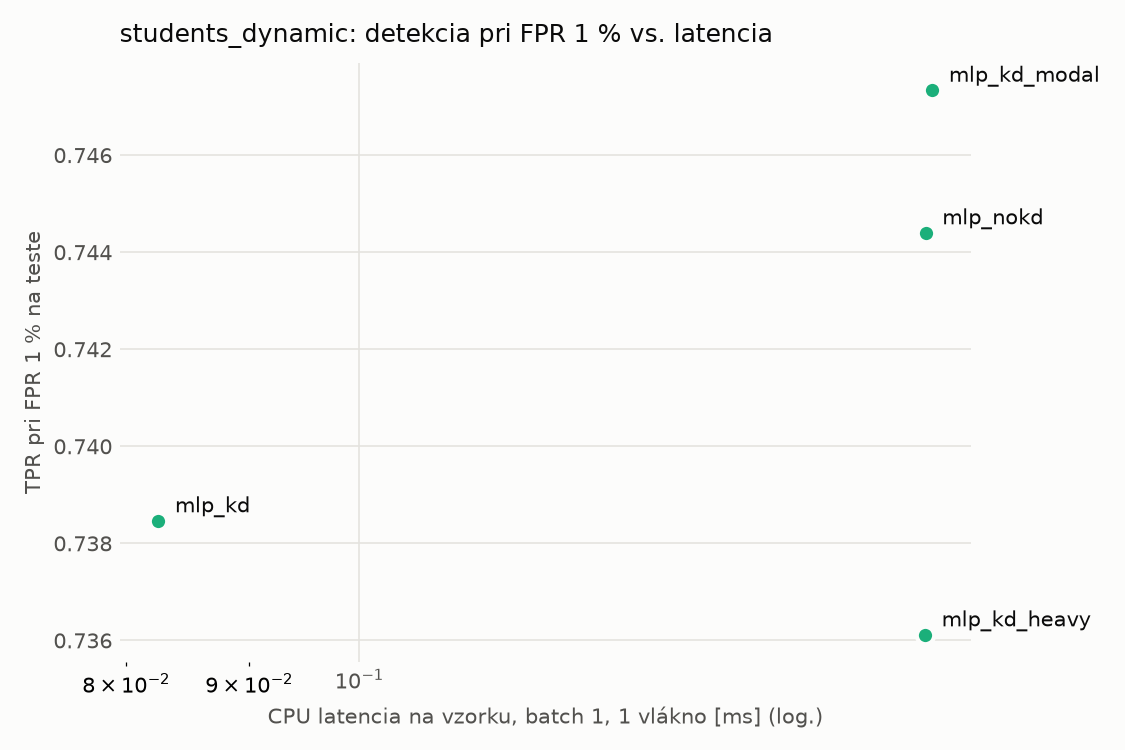 students_dynamic: detekcia pri FPR 1 % vs. latencia
mlp_kd_modal
0.746
mlp_nokd
0.744
TPR pri FPR 1 % na teste
0.742
0.740
mlp_kd
0.738
mlp_kd_heavy
0.736
8 × 10⁻² 9 × 10⁻² 10⁻¹
CPU latencia na vzorku, batch 1, 1 vlákno [ms] (log.)